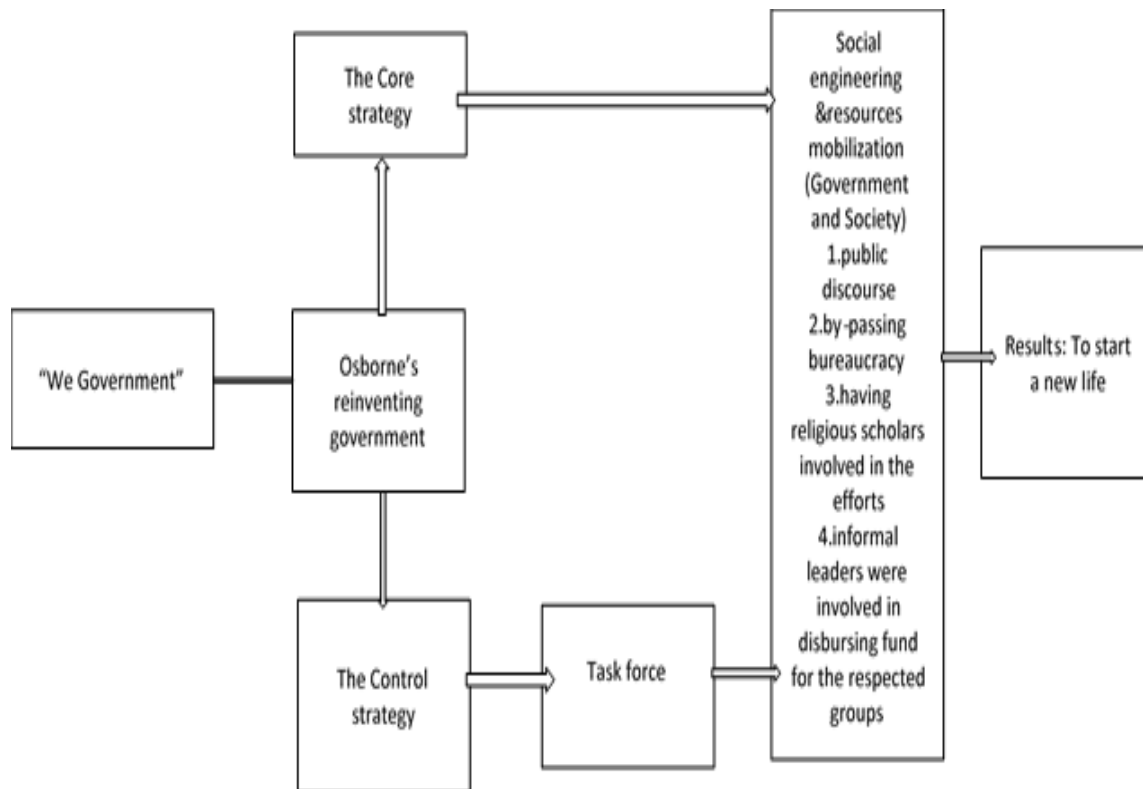 The Core
strategy
Social
engineering
&resources
mobilization
(Government
and Society)
1.public
discourse
2.by-passing
bureaucracy
3.having
religious scholars
involved in the
efforts
4.informal
leaders were
involved in
disbursing fund
for the respected
groups
"We Government"
Osborne's
reinventing
government
Results: To start
a new life
The Control
strategy
Task force